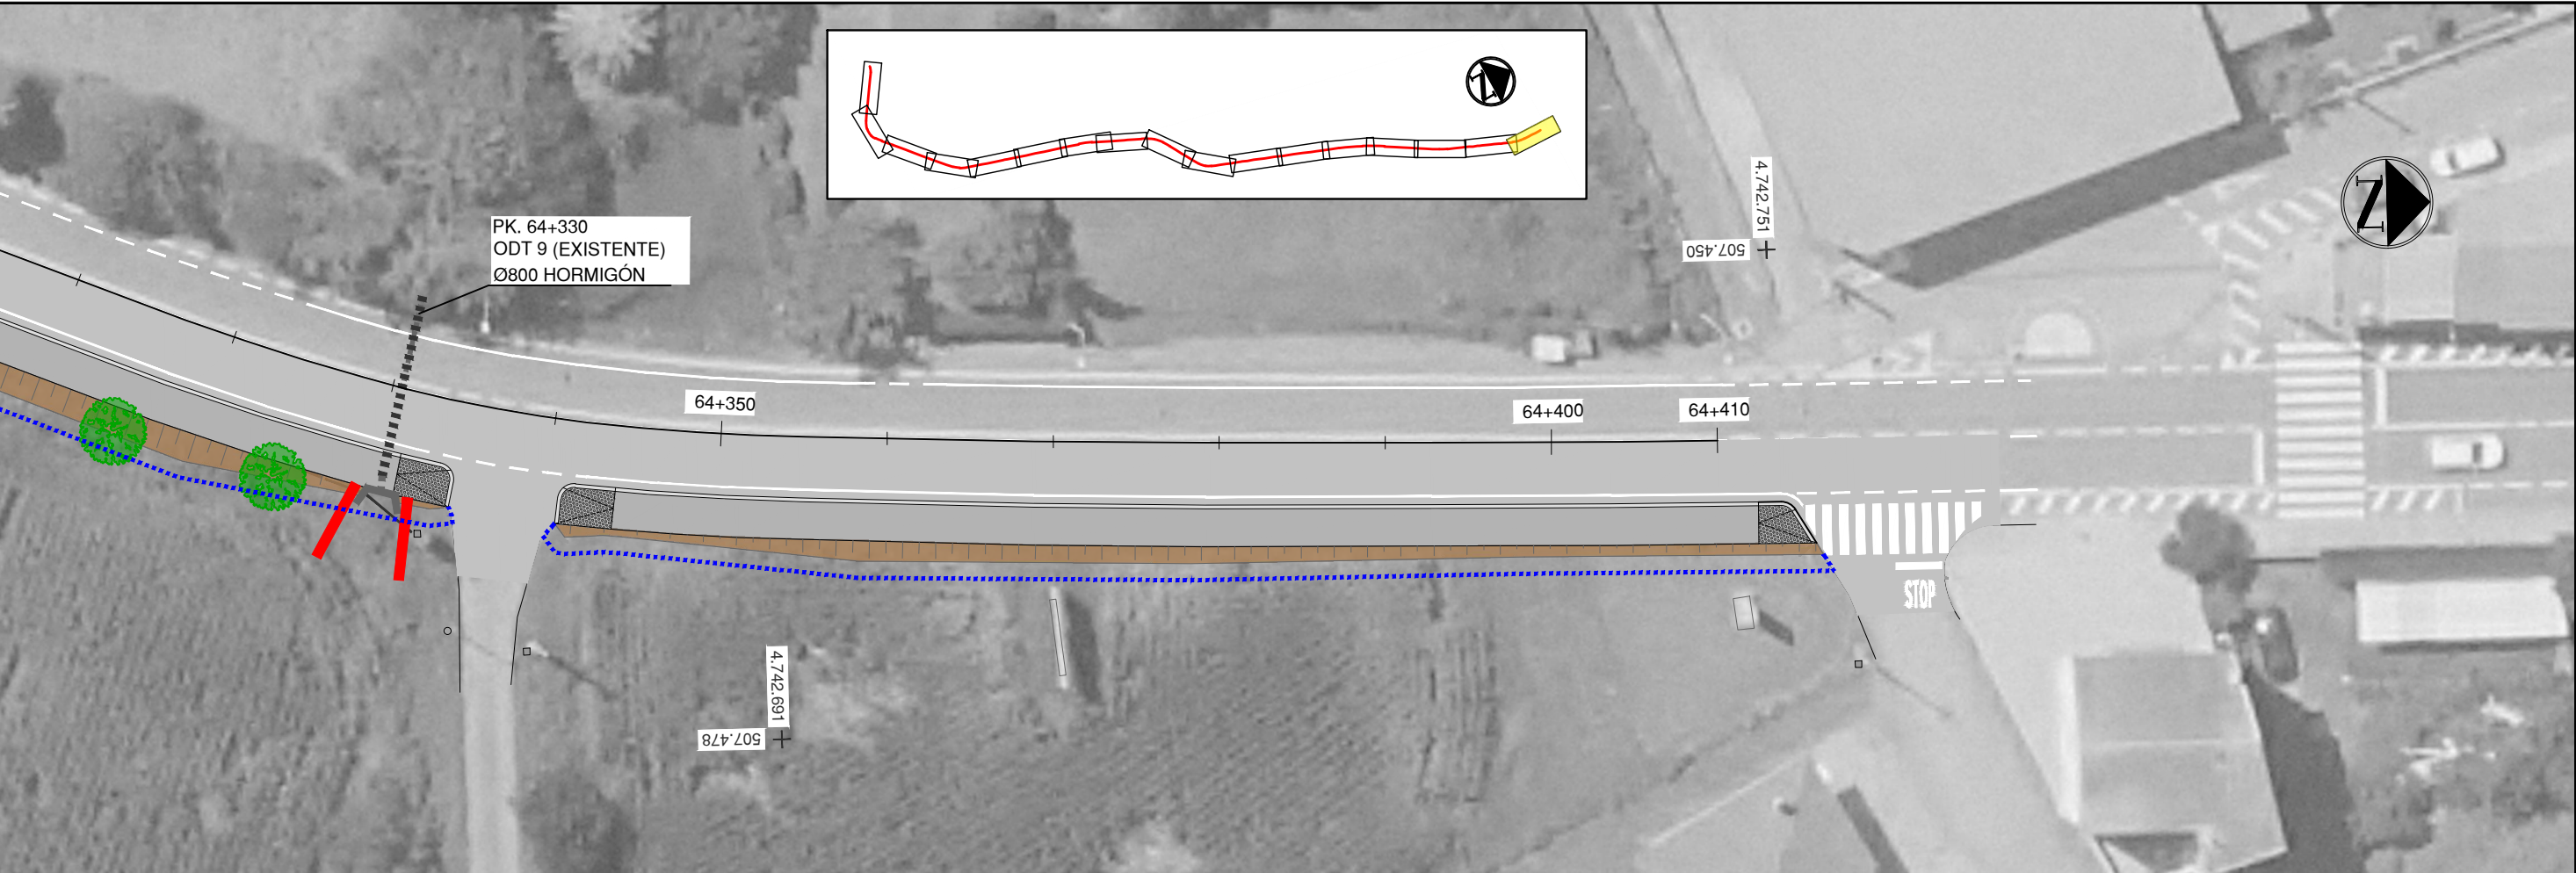 PK. 64+330
ODT 9 (EXISTENTE)
Ø800 HORMIGÓN
N
N
4.742.751
507.450
64+350
64+400
64+410
STOP
4.742.691
507.478